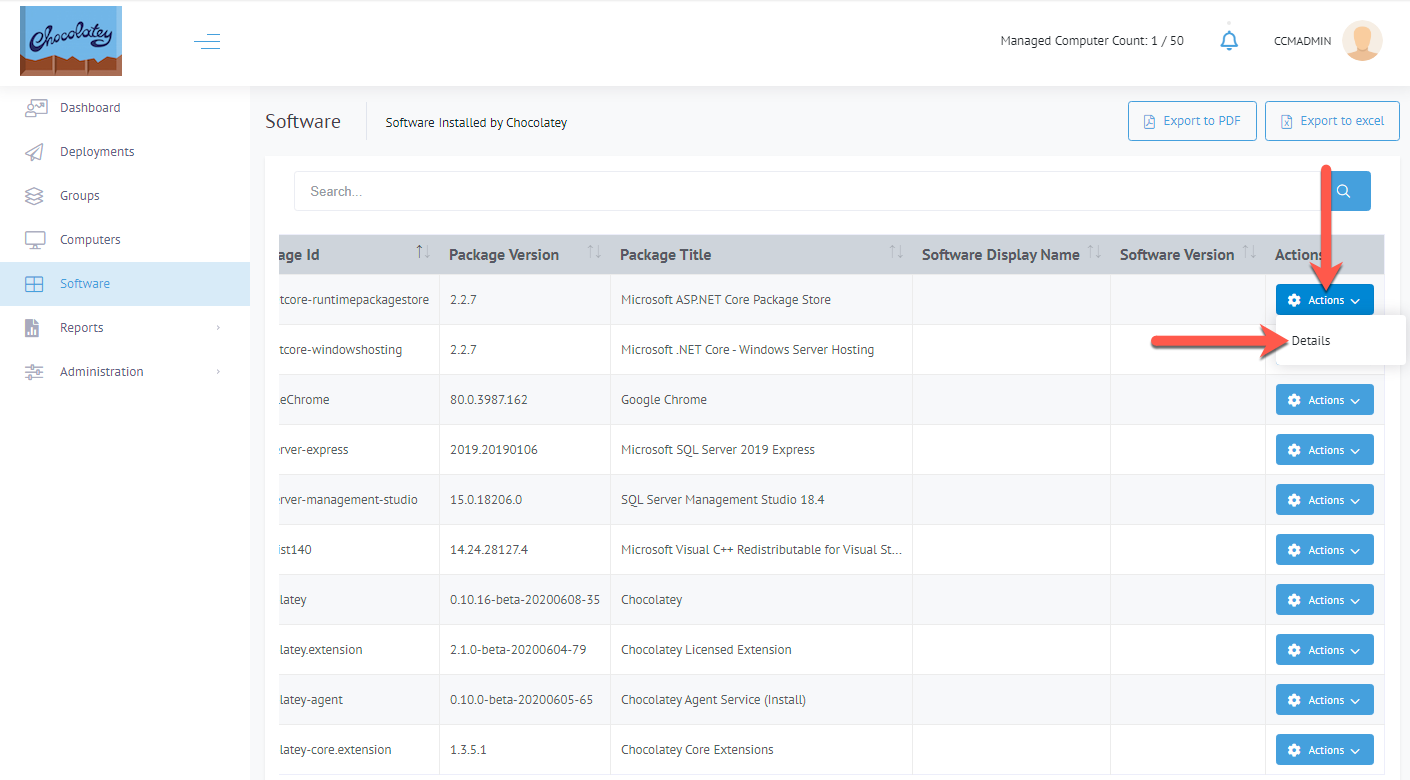 Chocolatey
Managed Computer Count: 1 / 50
CCMADMIN
Dashboard
Deployments
Groups
Computers
Software
Reports
Administration
Software
Software Installed by Chocolatey
Export to PDF
Export to excel
Search...
age Id Package Version Package Title Software Display Name Software Version Actions
tcore-runtimepackagestore 2.2.7 Microsoft ASP.NET Core Package Store Actions
Details
tcore-windowshosting 2.2.7 Microsoft .NET Core - Windows Server Hosting
leChrome 80.0.3987.162 Google Chrome Actions
erver-express 2019.20190106 Microsoft SQL Server 2019 Express Actions
erver-management-studio 15.0.18206.0 SQL Server Management Studio 18.4 Actions
ist140 14.24.28127.4 Microsoft Visual C++ Redistributable for Visual St... Actions
latey 0.10.16-beta-20200608-35 Chocolatey Actions
latey.extension 2.1.0-beta-20200604-79 Chocolatey Licensed Extension Actions
latey-agent 0.10.0-beta-20200605-65 Chocolatey Agent Service (Install) Actions
latey-core.extension 1.3.5.1 Chocolatey Core Extensions Actions